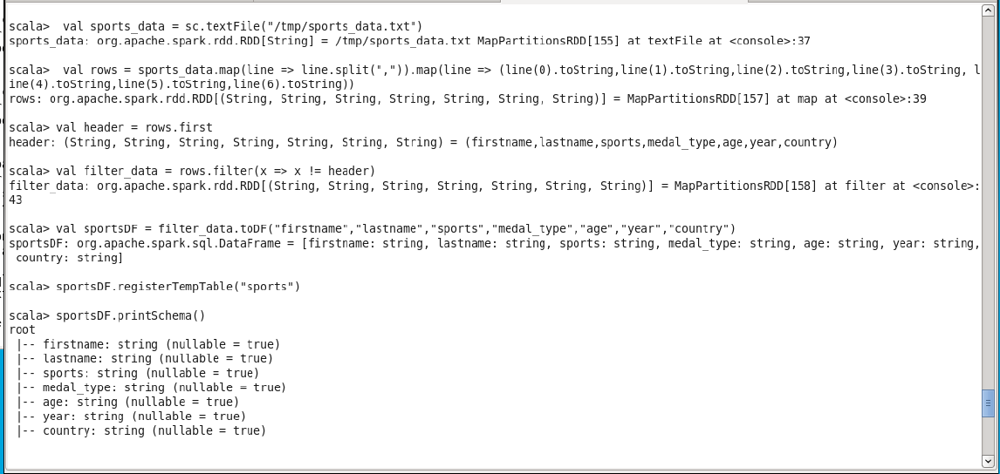 scala>  val sports_data = sc.textFile("/tmp/sports_data.txt")
sports_data: org.apache.spark.rdd.RDD[String] = /tmp/sports_data.txt MapPartitionsRDD[155] at textFile at <console>:37
scala>  val rows = sports_data.map(line => line.split(",")).map(line => (line(0).toString,line(1).toString,line(2).toString,line(3).toString, l
ine(4).toString,line(5).toString,line(6).toString))
rows: org.apache.spark.rdd.RDD[(String, String, String, String, String, String, String)] = MapPartitionsRDD[157] at map at <console>:39
scala> val header = rows.first
header: (String, String, String, String, String, String, String) = (firstname,lastname,sports,medal_type,age,year,country)
scala> val filter_data = rows.filter(x => x != header)
filter_data: org.apache.spark.rdd.RDD[(String, String, String, String, String, String, String)] = MapPartitionsRDD[158] at filter at <console>:
43
scala> val sportsDF = filter_data.toDF("firstname","lastname","sports","medal_type","age","year","country")
sportsDF: org.apache.spark.sql.DataFrame = [firstname: string, lastname: string, sports: string, medal_type: string, age: string, year: string,
 country: string]
scala> sportsDF.registerTempTable("sports")
scala> sportsDF.printSchema()
root
 |-- firstname: string (nullable = true)
 |-- lastname: string (nullable = true)
 |-- sports: string (nullable = true)
 |-- medal_type: string (nullable = true)
 |-- age: string (nullable = true)
 |-- year: string (nullable = true)
 |-- country: string (nullable = true)